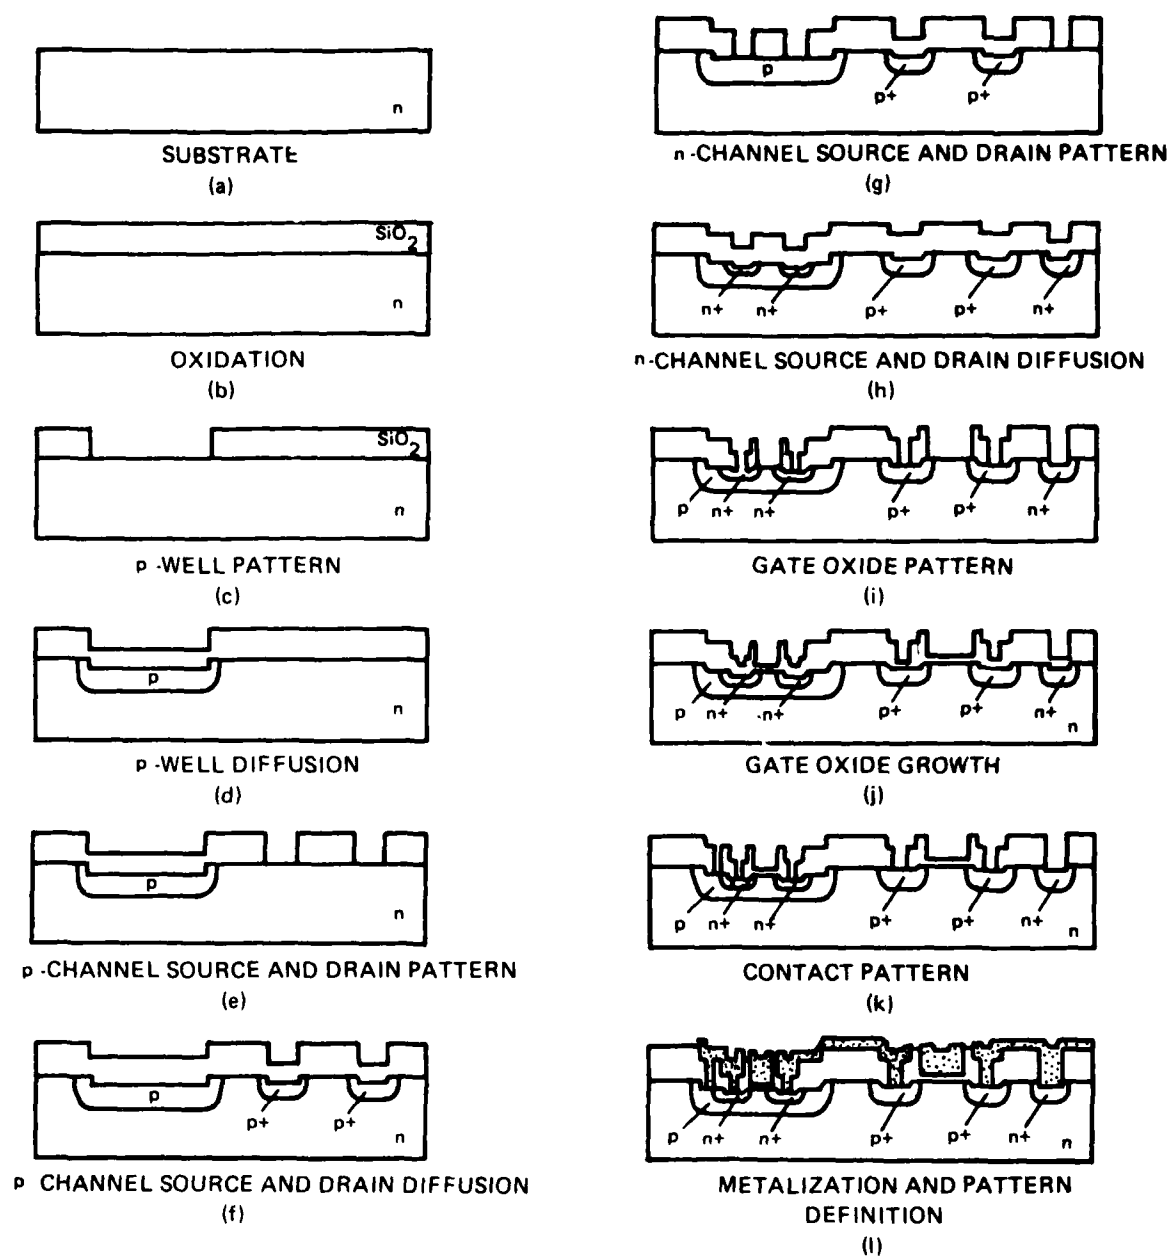 n
SUBSTRATE
(a)
SiO2
n
OXIDATION
(b)
SiO2
n
p-WELL PATTERN
(c)
p
n
p-WELL DIFFUSION
(d)
p
n
p-CHANNEL SOURCE AND DRAIN PATTERN
(e)
p
p+ p+ n
p CHANNEL SOURCE AND DRAIN DIFFUSION
(f)
p
p+ p+
n-CHANNEL SOURCE AND DRAIN PATTERN
(g)
n+ n+ p+ p+ n+
n-CHANNEL SOURCE AND DRAIN DIFFUSION
(h)
p n+ n+ p+ p+ n+
GATE OXIDE PATTERN
(i)
p n+ n+ p+ p+ n+ n
GATE OXIDE GROWTH
(j)
p n+ n+ p+ p+ n+ n
CONTACT PATTERN
(k)
p n+ n+ p+ p+ n+ n
METALIZATION AND PATTERN
DEFINITION
(l)